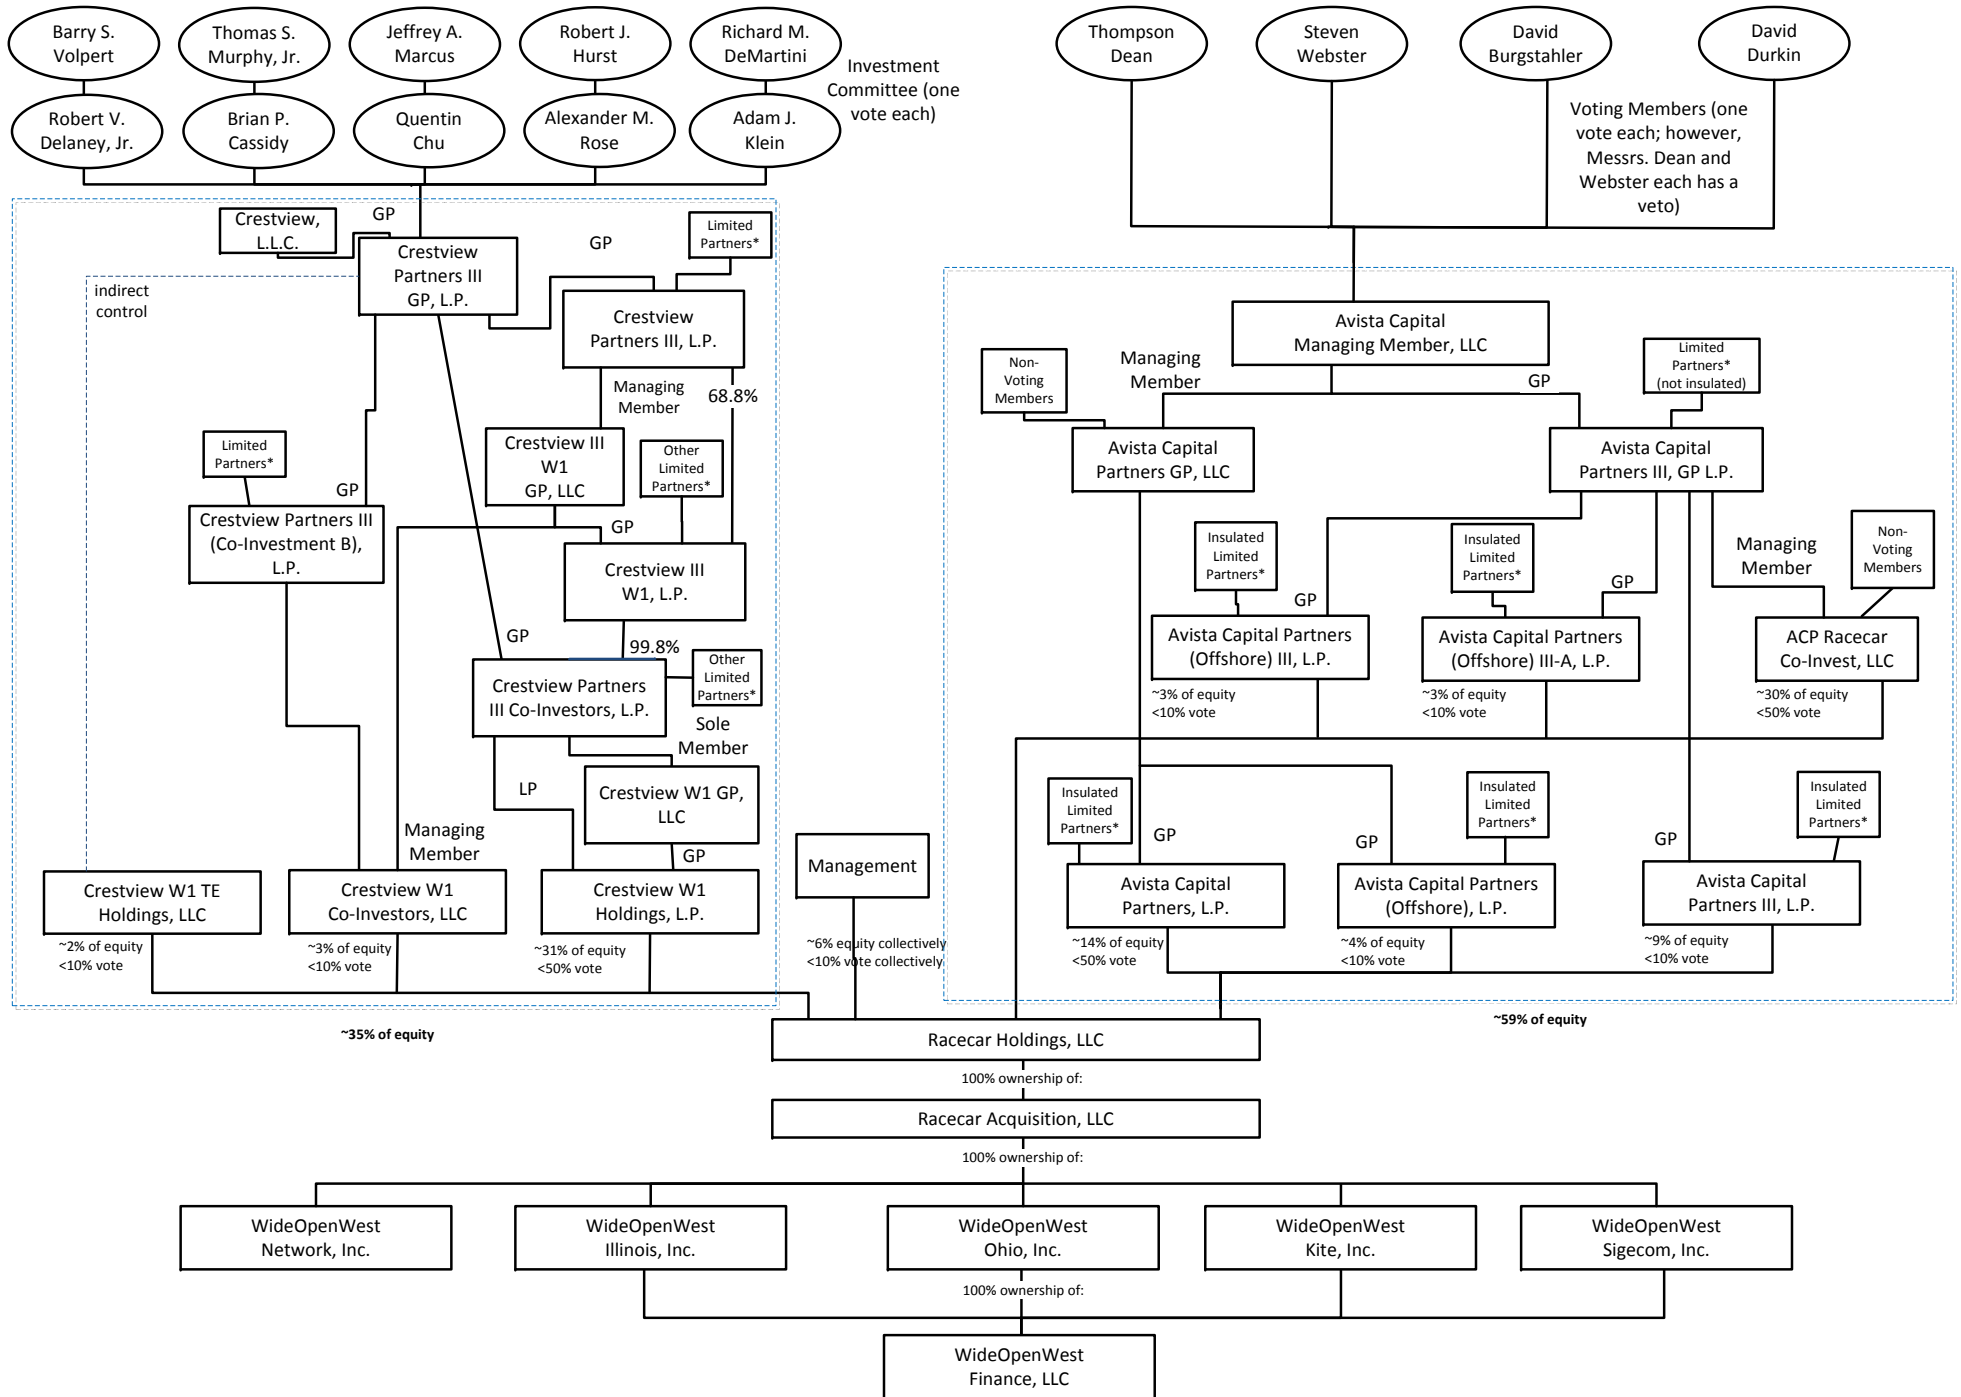 Barry S.
Volpert
Thomas S.
Murphy, Jr.
Jeffrey A.
Marcus
Robert J.
Hurst
Richard M.
DeMartini
Investment
Committee (one
vote each)
Robert V.
Delaney, Jr.
Brian P.
Cassidy
Quentin
Chu
Alexander M.
Rose
Adam J.
Klein
Thompson
Dean
Steven
Webster
David
Burgstahler
David
Durkin
Voting Members (one
vote each; however,
Messrs. Dean and
Webster each has a
veto)
Crestview,
L.L.C.
GP
Crestview
Partners III
GP, L.P.
GP
Limited
Partners*
indirect
control
Crestview
Partners III, L.P.
Managing
Member
68.8%
Crestview III
W1
GP, LLC
Other
Limited
Partners*
Limited
Partners*
GP
Crestview Partners III
(Co-Investment B),
L.P.
GP
Crestview III
W1, L.P.
GP
99.8%
Crestview Partners
III Co-Investors, L.P.
Other
Limited
Partners*
Sole
Member
LP
Crestview W1 GP,
LLC
Managing
Member
GP
Crestview W1 TE
Holdings, LLC
~2% of equity
<10% vote
Crestview W1
Co-Investors, LLC
~3% of equity
<10% vote
Crestview W1
Holdings, L.P.
~31% of equity
<50% vote
~35% of equity
Management
~6% equity collectively
<10% vote collectively
Avista Capital
Managing Member, LLC
Non-
Voting
Members
Managing
Member
GP
Limited
Partners*
(not insulated)
Avista Capital
Partners GP, LLC
Avista Capital
Partners III, GP L.P.
Insulated
Limited
Partners*
GP
Insulated
Limited
Partners*
GP
Managing
Member
Non-
Voting
Members
Avista Capital Partners
(Offshore) III, L.P.
~3% of equity
<10% vote
Avista Capital Partners
(Offshore) III-A, L.P.
~3% of equity
<10% vote
ACP Racecar
Co-Invest, LLC
~30% of equity
<50% vote
Insulated
Limited
Partners*
GP
GP
Insulated
Limited
Partners*
GP
Insulated
Limited
Partners*
Avista Capital
Partners, L.P.
~14% of equity
<50% vote
Avista Capital Partners
(Offshore), L.P.
~4% of equity
<10% vote
Avista Capital
Partners III, L.P.
~9% of equity
<10% vote
~59% of equity
Racecar Holdings, LLC
100% ownership of:
Racecar Acquisition, LLC
100% ownership of:
WideOpenWest
Network, Inc.
WideOpenWest
Illinois, Inc.
WideOpenWest
Ohio, Inc.
WideOpenWest
Kite, Inc.
WideOpenWest
Sigecom, Inc.
100% ownership of:
WideOpenWest
Finance, LLC